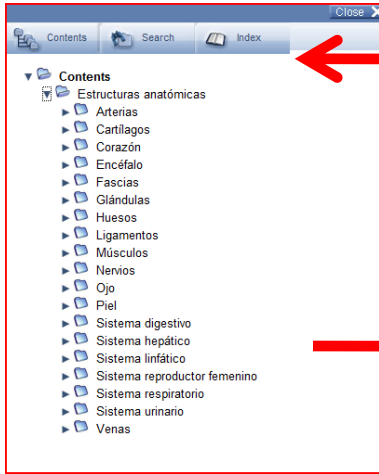 Close X
Contents Search Index
Contents
Estructuras anatómicas
Arterias
Cartílagos
Corazón
Encéfalo
Fascias
Glándulas
Huesos
Ligamentos
Músculos
Nervios
Ojo
Piel
Sistema digestivo
Sistema hepático
Sistema linfático
Sistema reproductor femenino
Sistema respiratorio
Sistema urinario
Venas